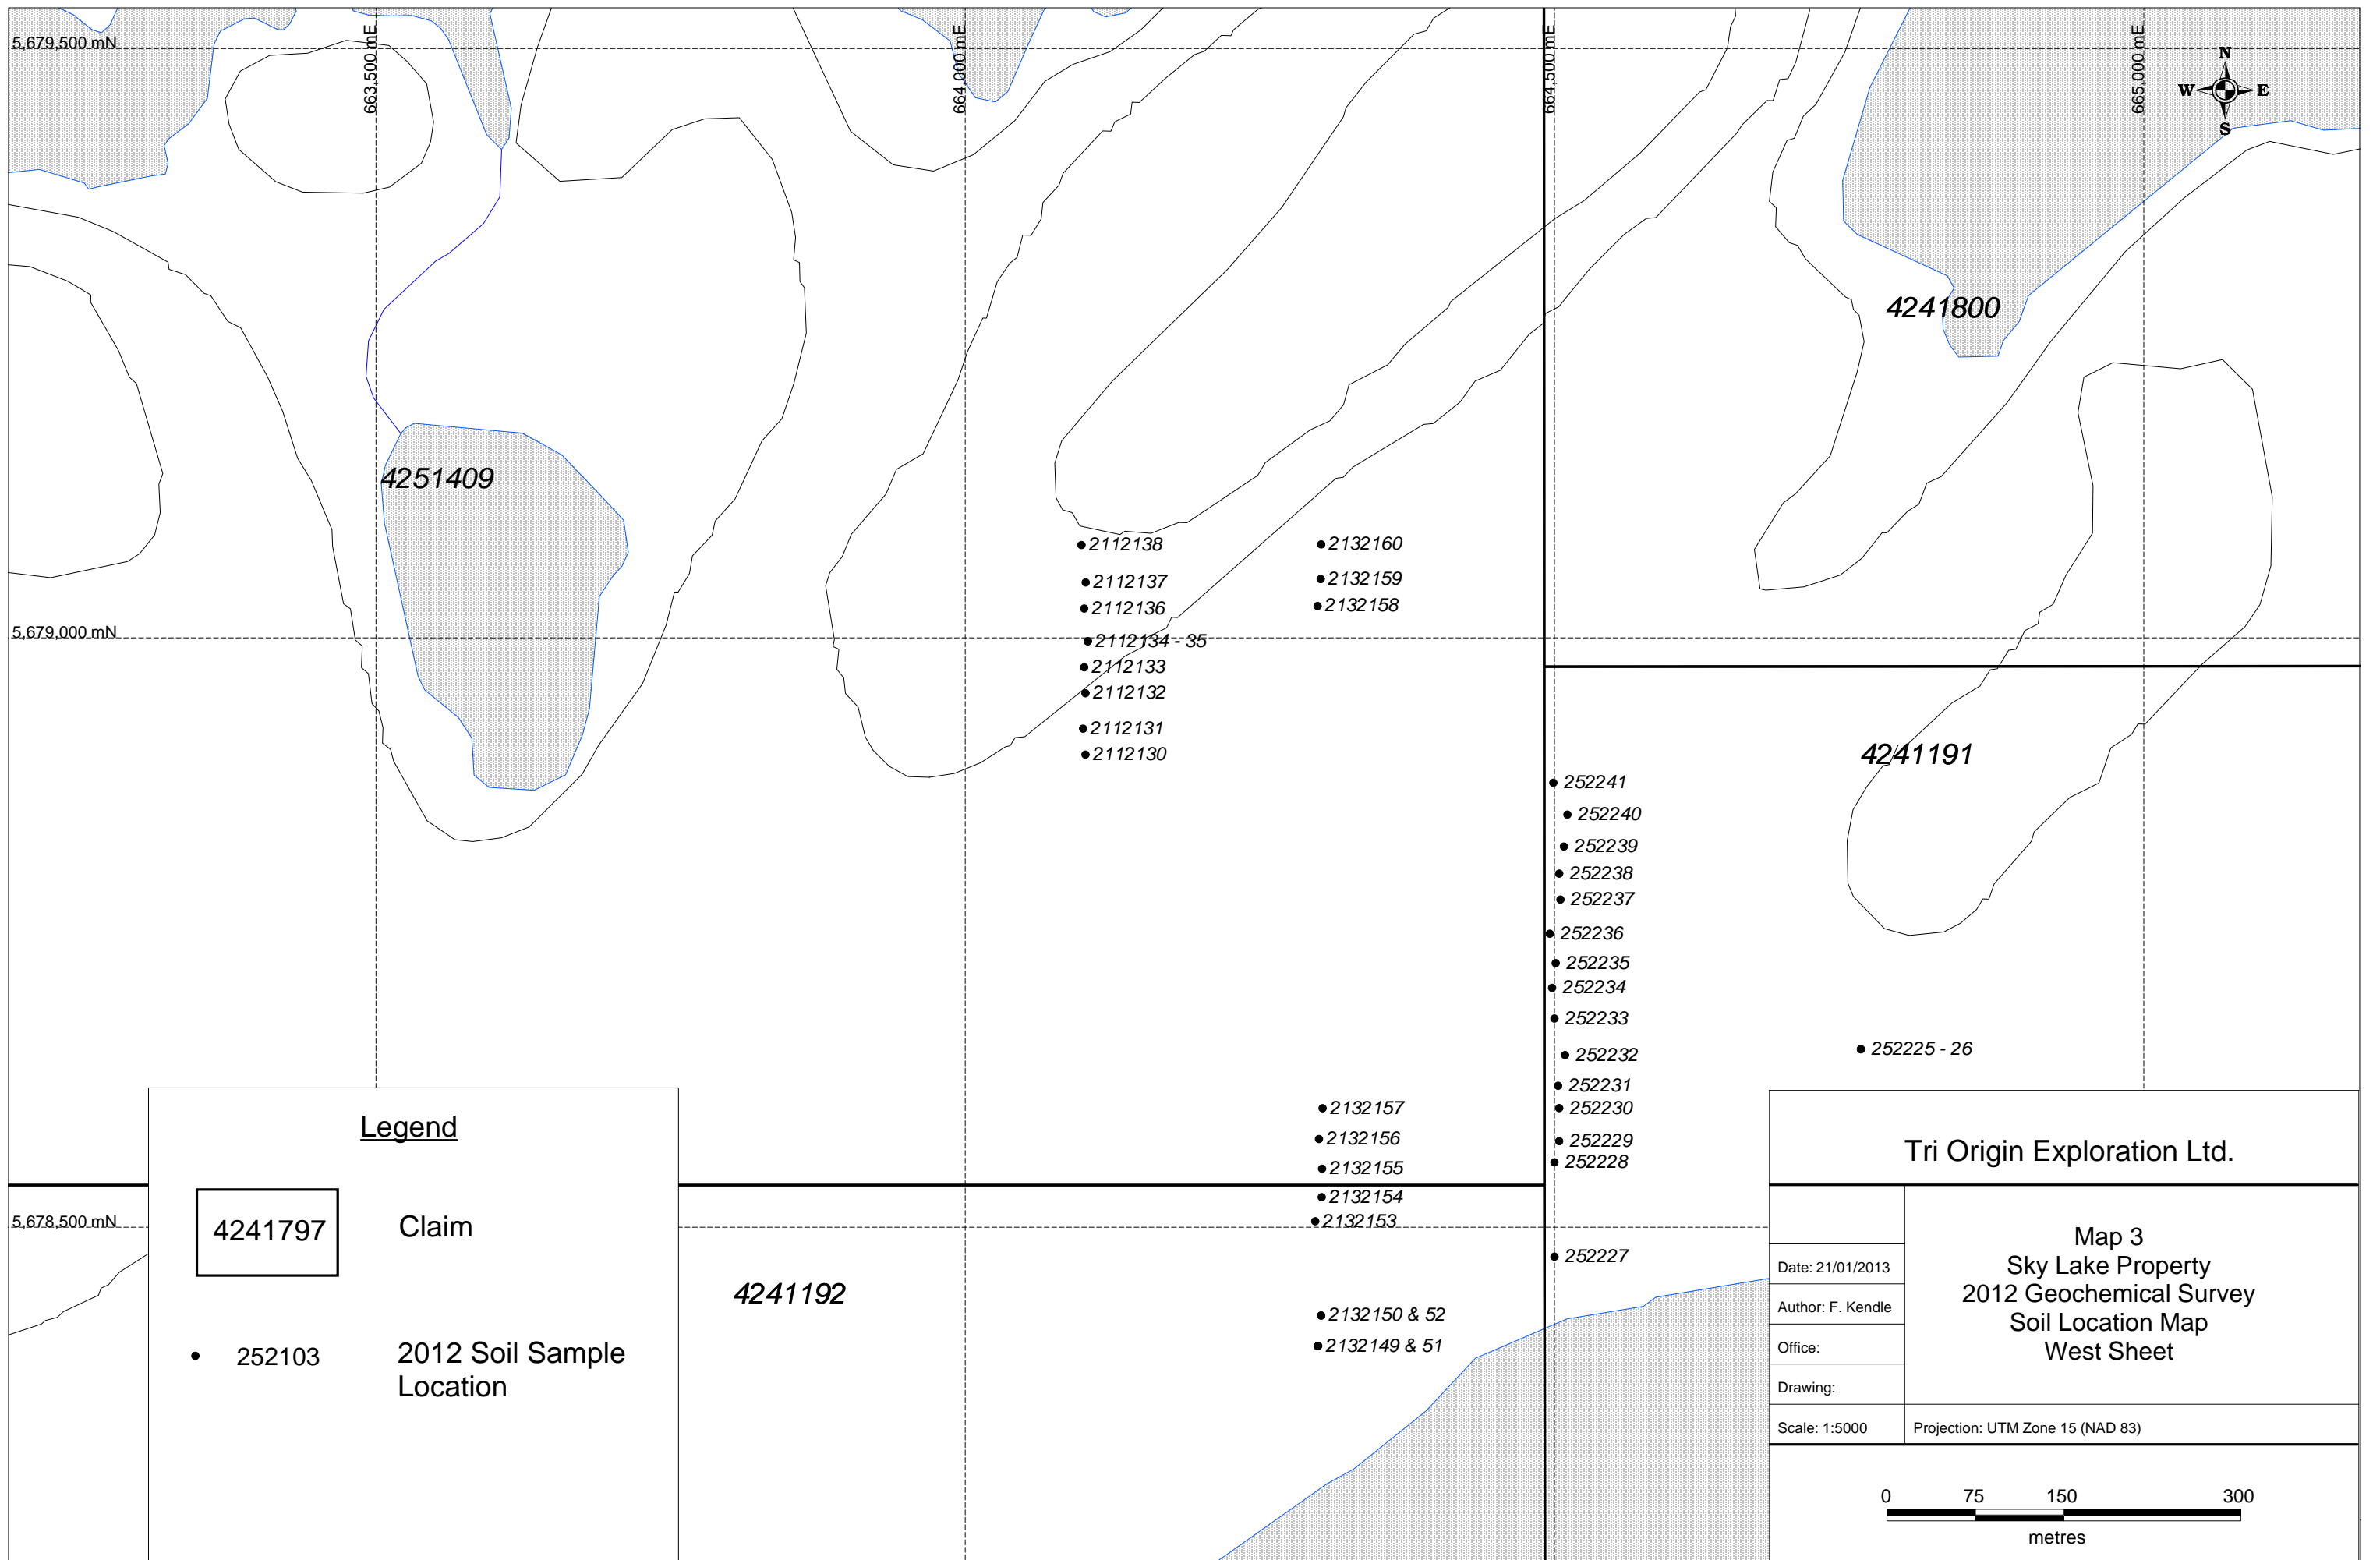 5,679,500 mN
663,500 mE
664,000 mE
664,500 mE
665,000 mE
N
W E
S
4241800
4251409
2112138
2132160
2112137
2132159
2112136
2132158
5,679,000 mN
2112134 - 35
2112133
2112132
2112131
2112130
4241191
252241
252240
252239
252238
252237
252236
252235
252234
252233
252232
252225 - 26
252231
2132157
252230
2132156
252229
2132155
252228
2132154
5,678,500 mN
2132153
252227
4241192
2132150 & 52
2132149 & 51
Legend
4241797 Claim
252103 2012 Soil Sample
Location
Tri Origin Exploration Ltd.
Map 3
Sky Lake Property
2012 Geochemical Survey
Soil Location Map
West Sheet
Date: 21/01/2013
Author: F. Kendle
Office:
Drawing:
Scale: 1:5000
Projection: UTM Zone 15 (NAD 83)
0 75 150 300
metres